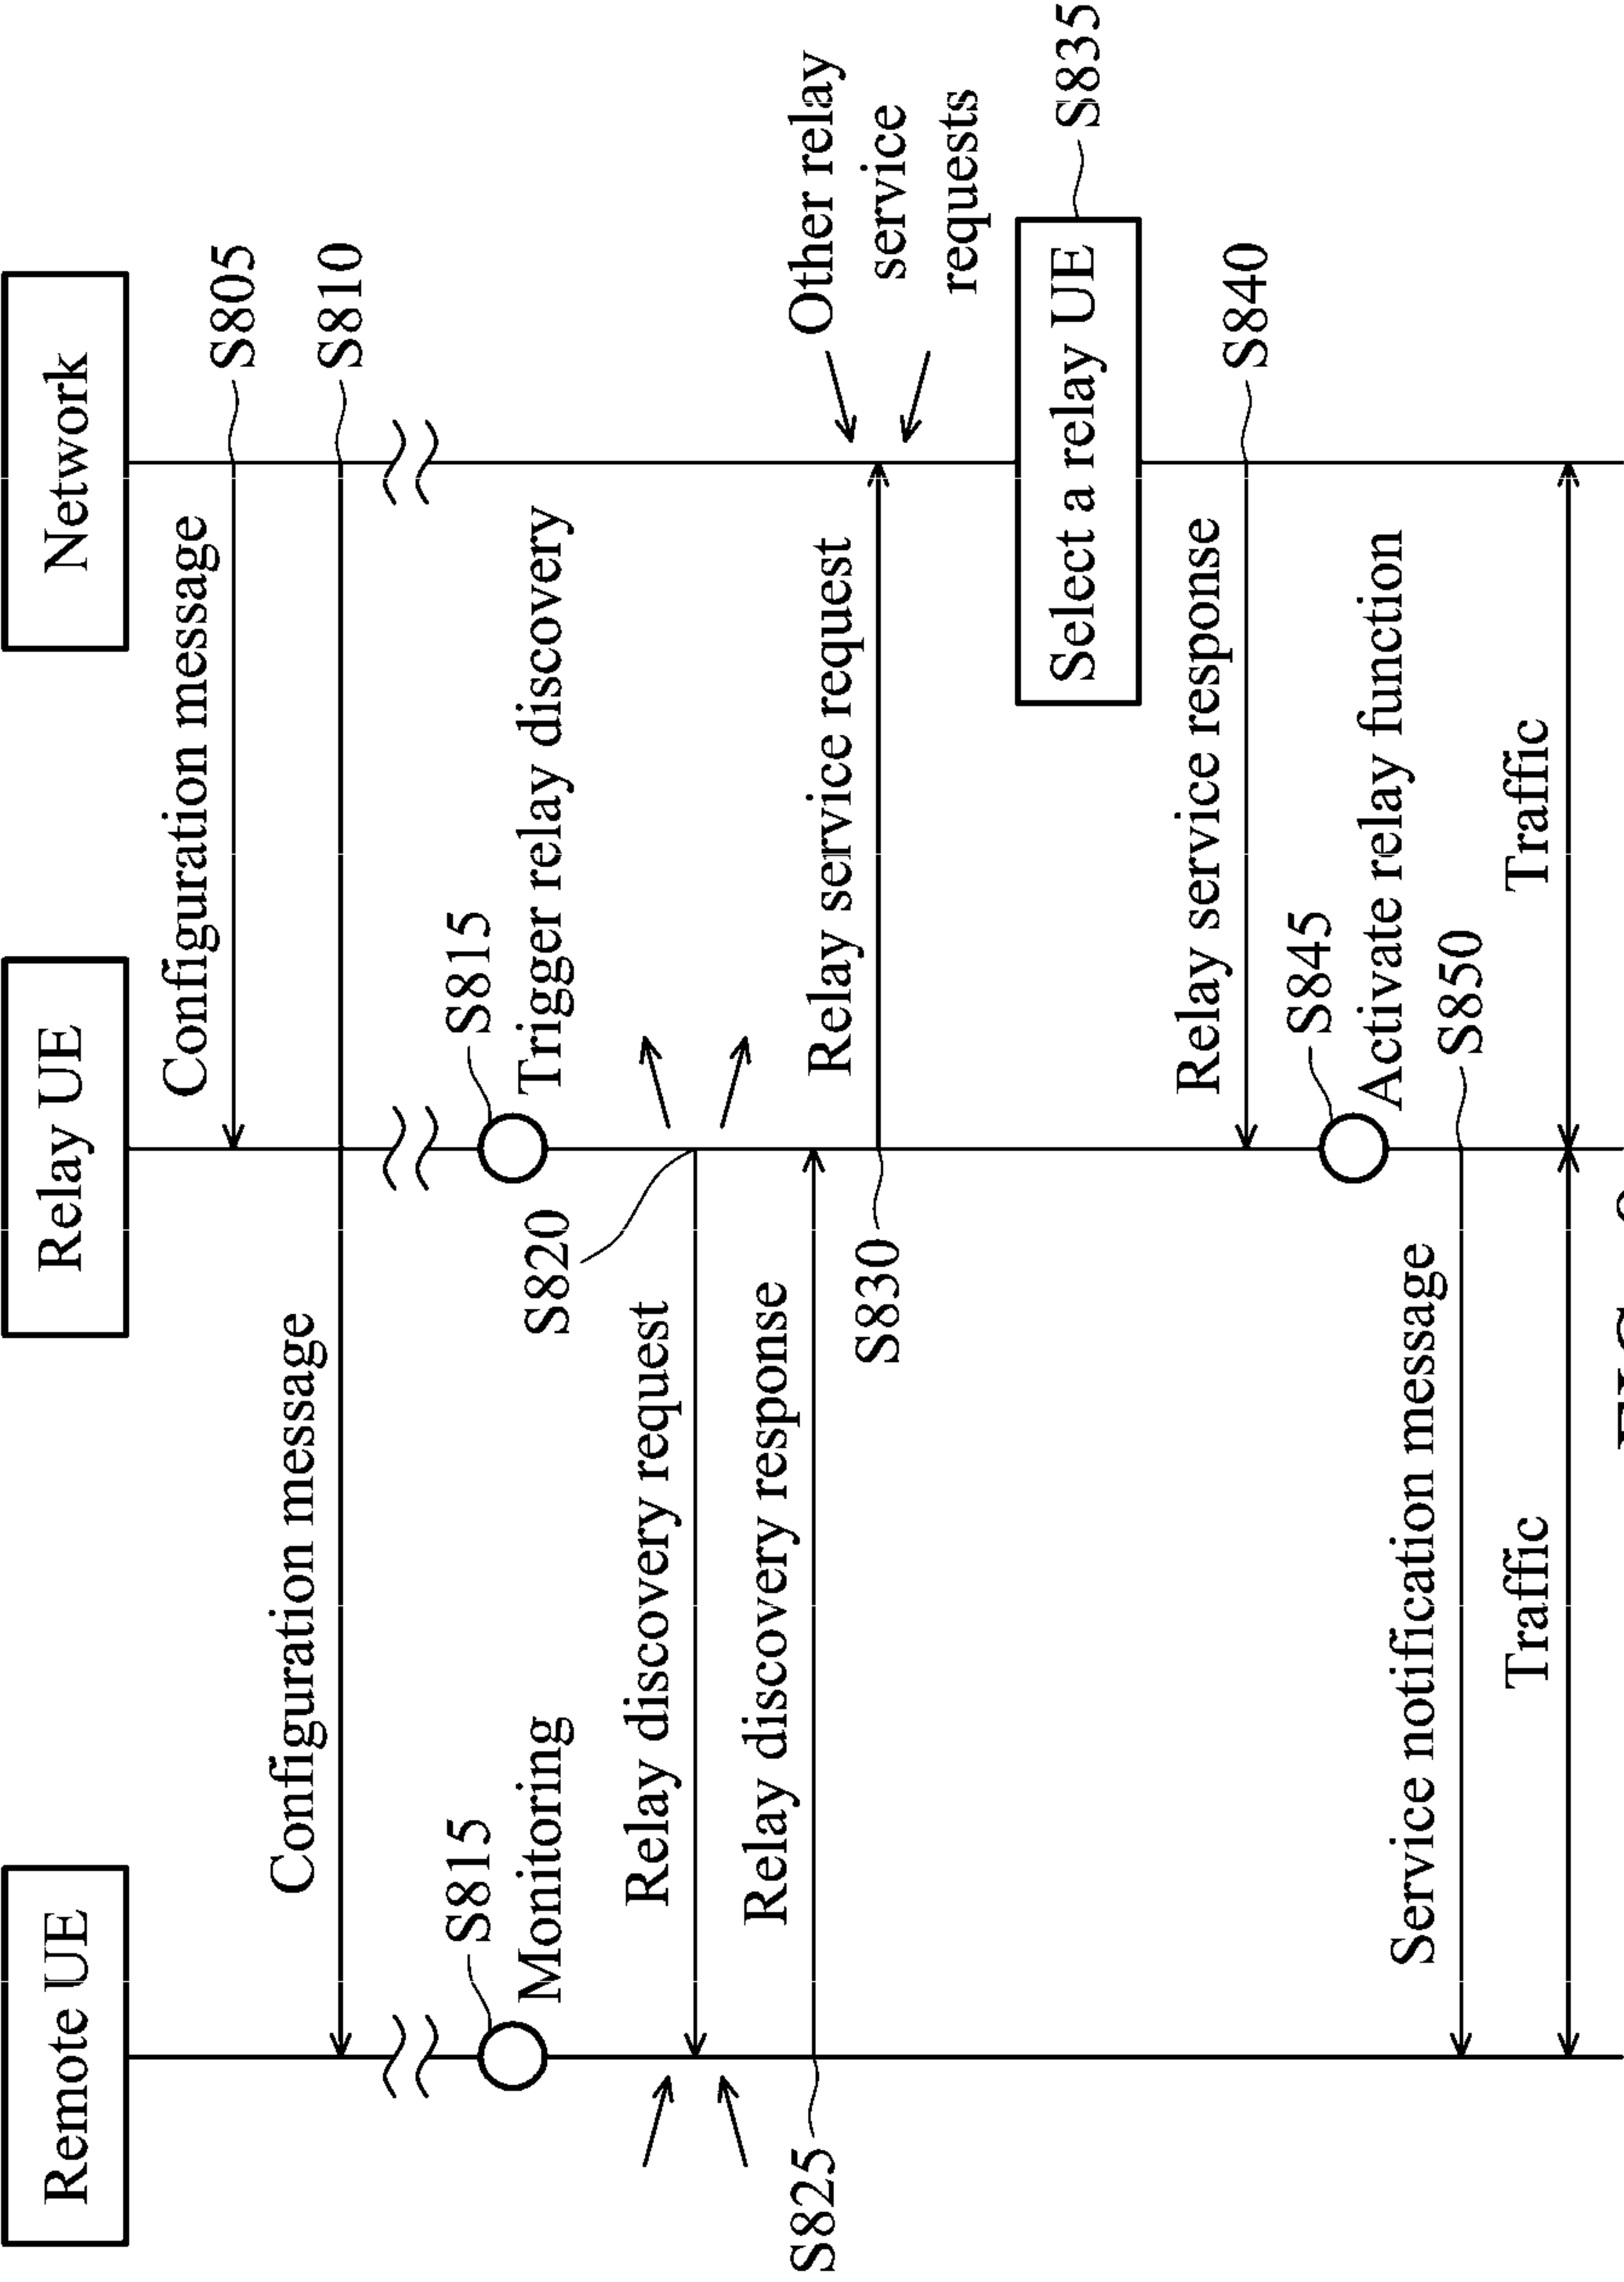 Remote UE
Relay UE
Network
Configuration message
S805
Configuration message
S810
S815
Monitoring
S815
Trigger relay discovery
S820
Relay discovery request
Relay discovery response
S825
Relay service request
S830
Other relay
service
requests
Select a relay UE
S835
Relay service response
S840
S845
Activate relay function
Service notification message
S850
Traffic
Traffic